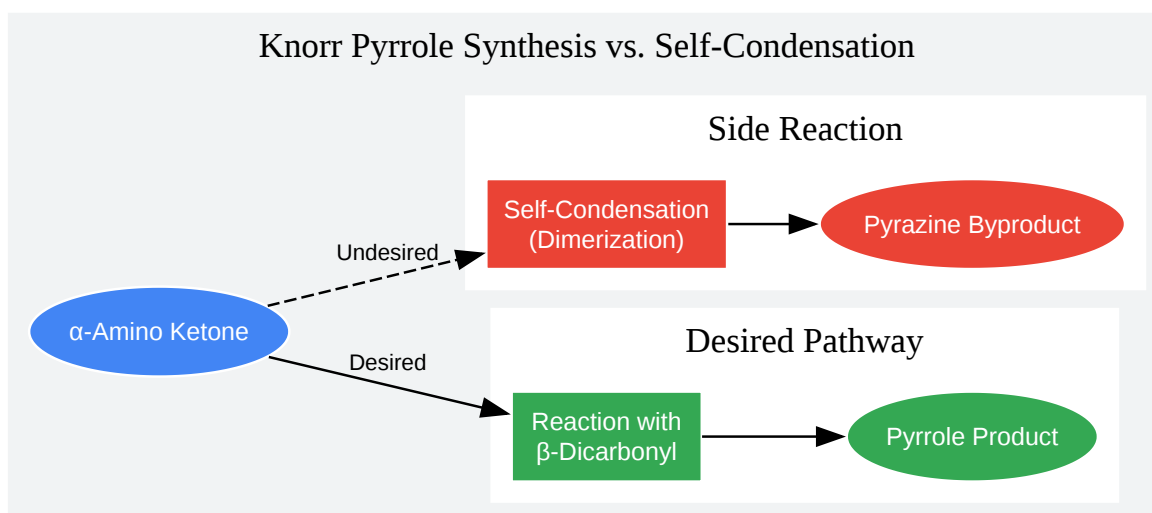 Knorr Pyrrole Synthesis vs. Self-Condensation
Side Reaction
Self-Condensation
(Dimerization)
Pyrazine Byproduct
Undesired
α-Amino Ketone
Desired
Desired Pathway
Reaction with
β-Dicarbonyl
Pyrrole Product